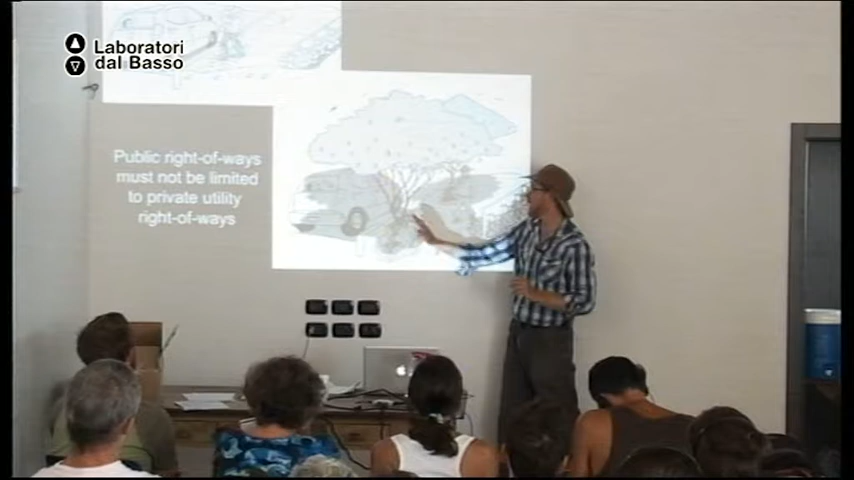 Laboratori
dal Basso
Public right-of-ways
must not be limited
to private utility
right-of-ways